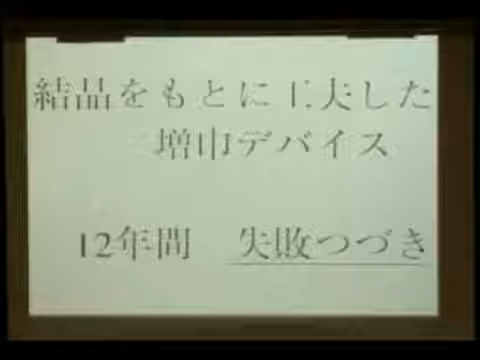 結晶をもとに工夫した
増巾デバイス
12年間 失敗つづき